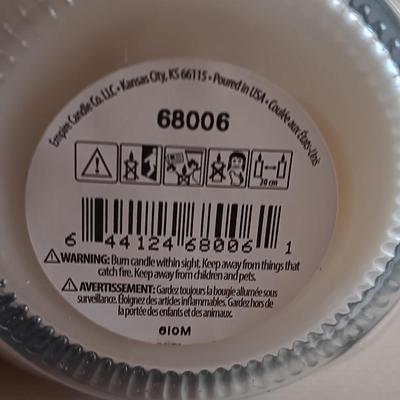 Empire Candle Co. LLC • Kansas City, KS 66115 • Poured in USA • Coulée aux États-Unis
68006
20 cm
6 44124 68006 1
WARNING: Burn candle within sight. Keep away from things that
catch fire. Keep away from children and pets.
AVERTISSEMENT: Gardez toujours la bougie allumée sous
surveillance. Éloignez des articles inflammables. Gardez hors de
la portée des enfants et des animaux.